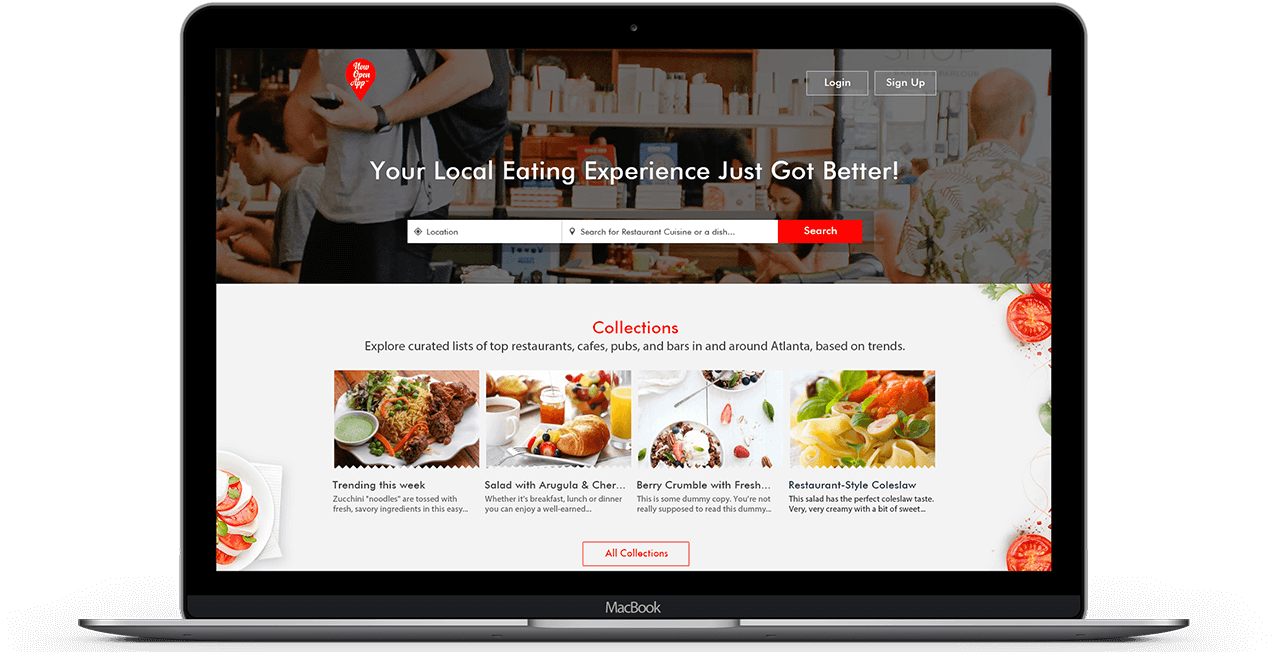 Now
Open
App
SHOP
PARLOUR
Login
Sign Up
Your Local Eating Experience Just Got Better!
Location
Search for Restaurant Cuisine or a dish...
Search
Collections
Explore curated lists of top restaurants, cafes, pubs, and bars in and around Atlanta, based on trends.
Trending this week
Zucchini "noodles" are tossed with
fresh, savory ingredients in this easy...
Salad with Arugula & Cher...
Whether it's breakfast, lunch or dinner
you can enjoy a well-earned...
Berry Crumble with Fresh...
This is some dummy copy. You're not
really supposed to read this dummy...
Restaurant-Style Coleslaw
This salad has the perfect coleslaw taste.
Very, very creamy with a bit of sweet...
All Collections
MacBook